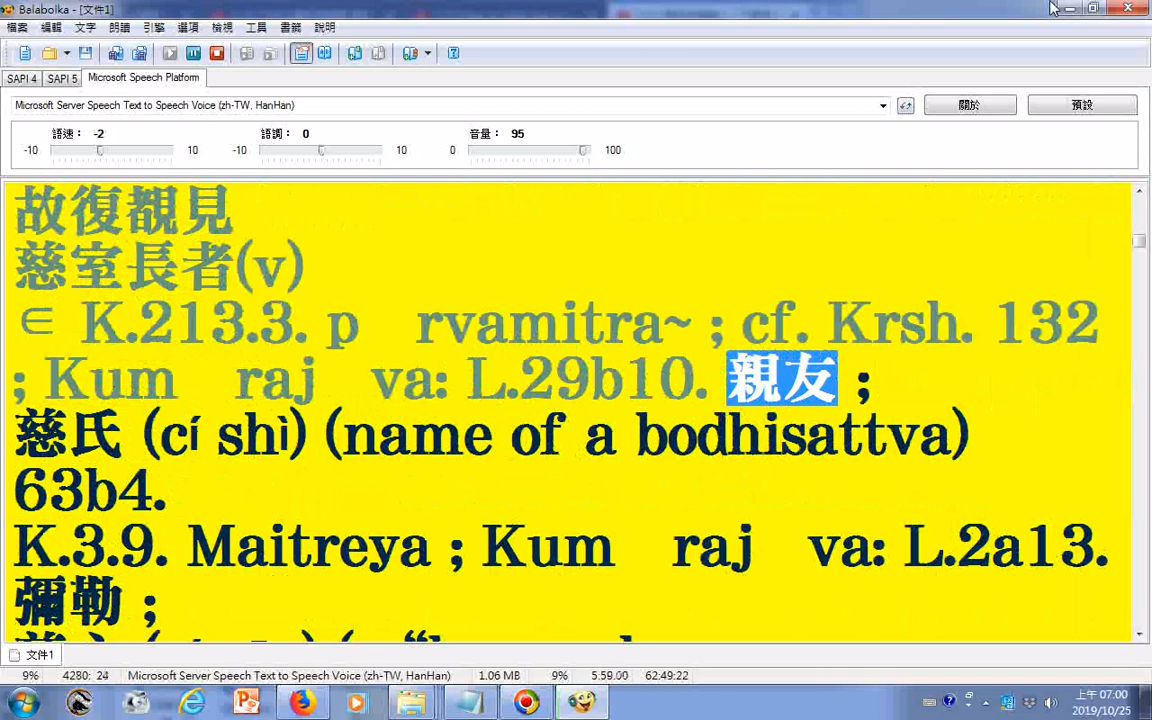 Balabolka - [文件1]
檔案 編輯 文字 朗讀 引擎 選項 檢視 工具 書籤 說明
SAPI 4 SAPI 5 Microsoft Speech Platform
Microsoft Server Speech Text to Speech Voice (zh-TW, HanHan) 關於 預設
語速： -2 語調： 0 音量： 95
-10 10 -10 10 0 100
故復覩見
慈室長者(v)
∈ K.213.3. p rvamitra~ ; cf. Krsh. 132
; Kum raj va: L.29b10. 親友 ;
慈氏 (cí shì) (name of a bodhisattva)
63b4.
K.3.9. Maitreya ; Kum raj va: L.2a13.
彌勒 ;
文件1
9% 4280: 24 Microsoft Server Speech Text to Speech Voice (zh-TW, HanHan) 1.06 MB 9% 5:59.00 62:49:22
上午 07:00
2019/10/25